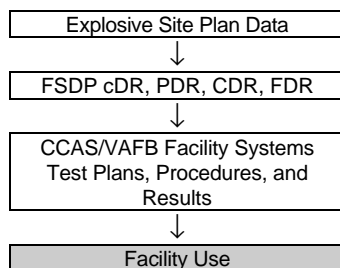 Explosive Site Plan Data
FSDP cDR, PDR, CDR, FDR
CCAS/VAFB Facility Systems
Test Plans, Procedures, and
Results
Facility Use